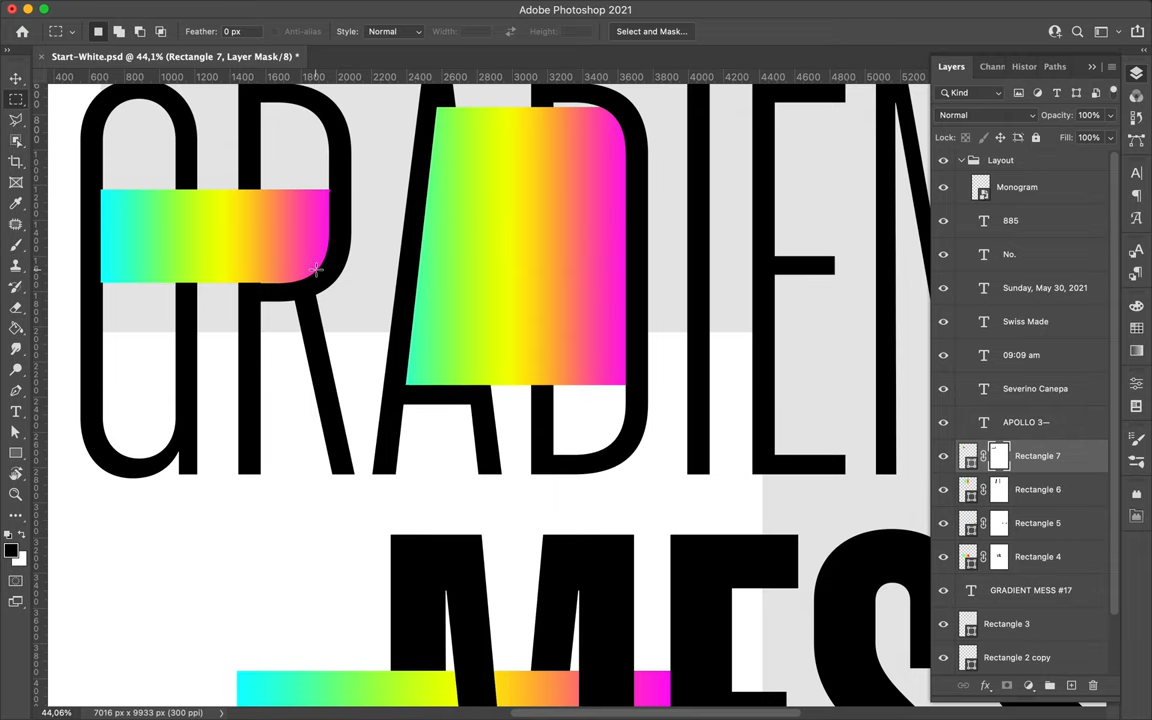 Adobe Photoshop 2021
Feather: 0 px
Anti-alias
Style: Normal
Width:
Height:
Select and Mask...
Start-White.psd @ 44,1% (Rectangle 7, Layer Mask/8) *
400 600 800 1000 1200 1400 1600 1800 2000 2200 2400 2600 2800 3000 3200 3400 3600 3800 4000 4200 4400 4600 4800 5000 5200
Layers Chann Histor Paths
Kind
Normal Opacity: 100%
Lock: Fill: 100%
Layout
Monogram
885
No.
Sunday, May 30, 2021
Swiss Made
09:09 am
Severino Canepa
APOLLO 3—
Rectangle 7
Rectangle 6
Rectangle 5
Rectangle 4
GRADIENT MESS #17
Rectangle 3
Rectangle 2 copy
GRADIEN
MES
44,06% 7016 px x 9933 px (300 ppi)